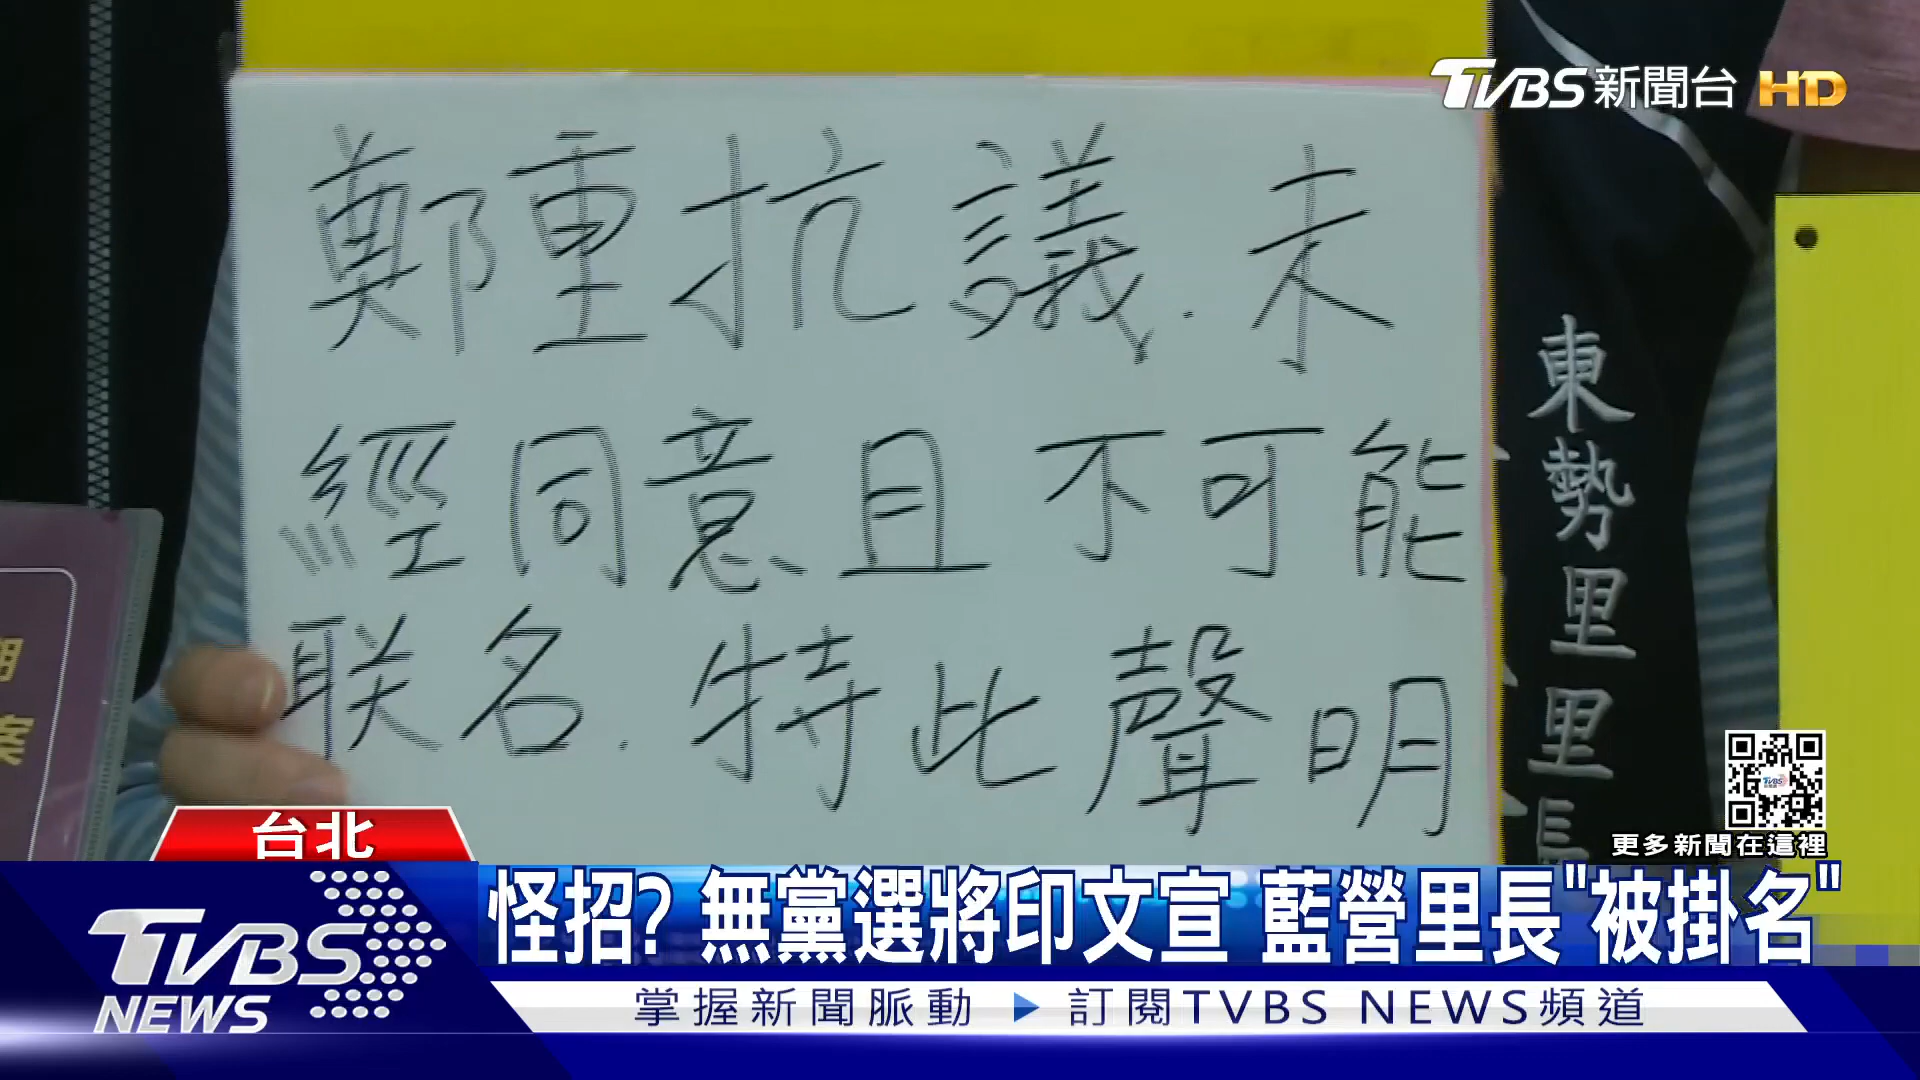 TVBS新聞台 HD
鄭重抗議.未
經同意且不可能
联名.特此聲明
東勢里里長
更多新聞在這裡
台北
怪招? 無黨選將印文宣 藍營里長"被掛名"
TVBS NEWS
掌握新聞脈動 ▶ 訂閱TVBS NEWS頻道